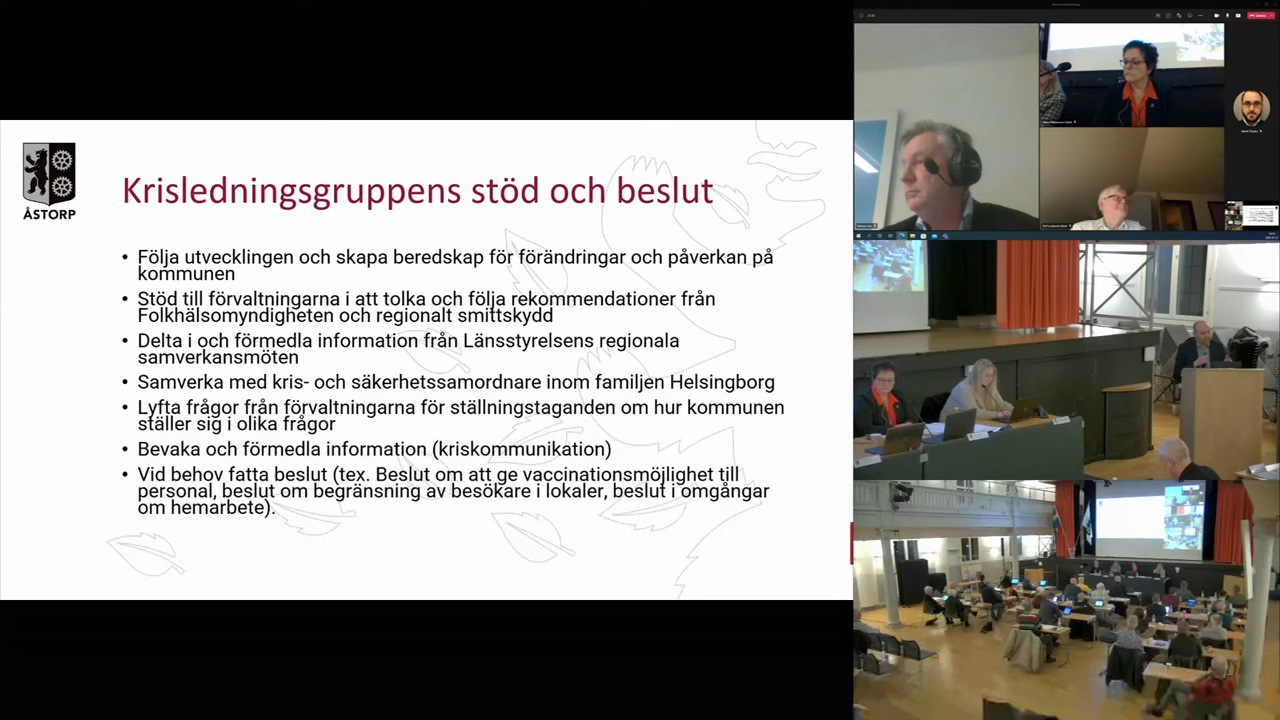 ÅSTORP
Krisledningsgruppens stöd och beslut
• Följa utvecklingen och skapa beredskap för förändringar och påverkan på
kommunen
• Stöd till förvaltningarna i att tolka och följa rekommendationer från
Folkhälsomyndigheten och regionalt smittskydd
• Delta i och förmedla information från Länsstyrelsens regionala
samverkansmöten
• Samverka med kris- och säkerhetssamordnare inom familjen Helsingborg
• Lyfta frågor från förvaltningarna för ställningstaganden om hur kommunen
ställer sig i olika frågor
• Bevaka och förmedla information (kriskommunikation)
• Vid behov fatta beslut (tex. Beslut om att ge vaccinationsmöjlighet till
personal, beslut om begränsning av besökare i lokaler, beslut i omgångar
om hemarbete).